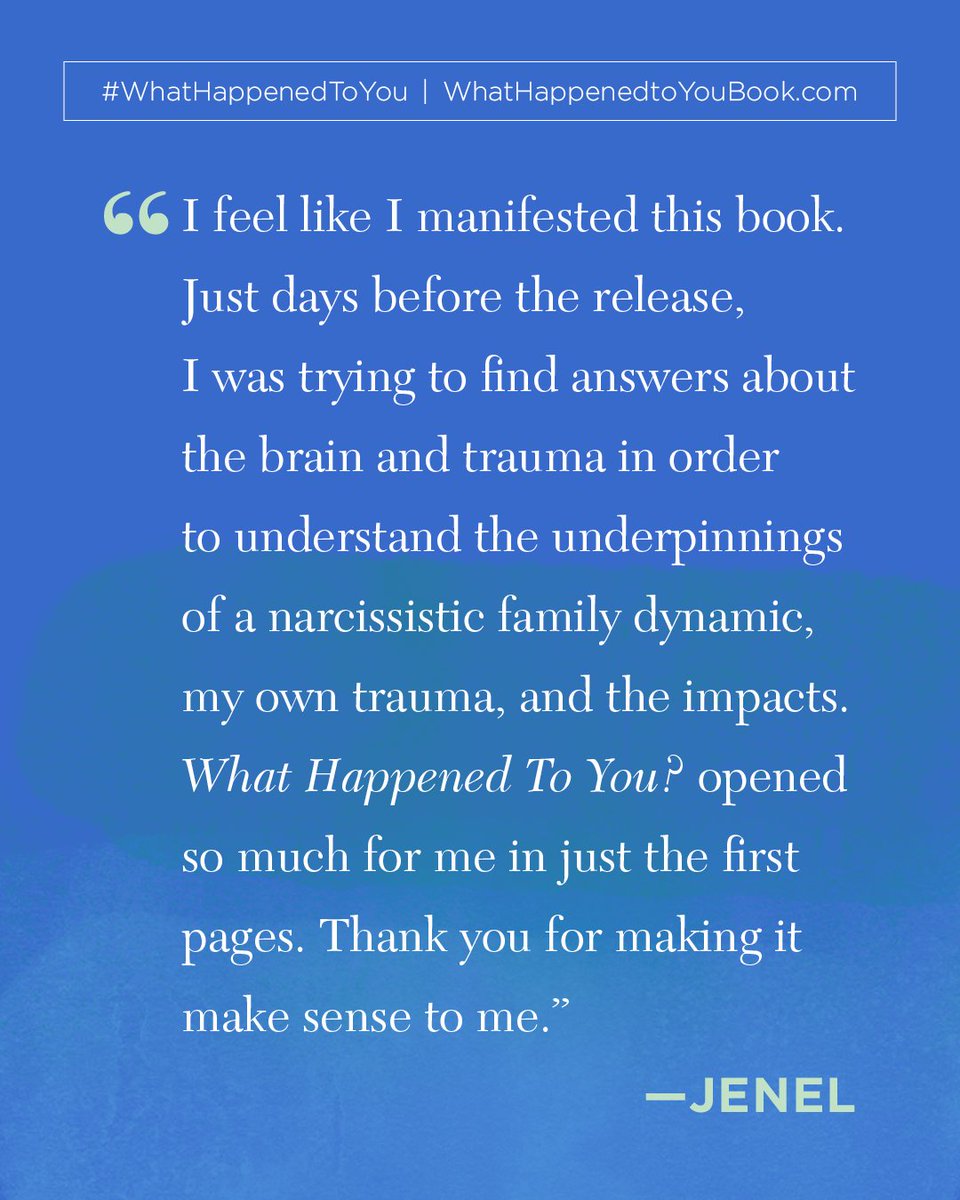 #WhatHappenedToYou | WhatHappenedtoYouBook.com
“I feel like I manifested this book.
Just days before the release,
I was trying to find answers about
the brain and trauma in order
to understand the underpinnings
of a narcissistic family dynamic,
my own trauma, and the impacts.
What Happened To You? opened
so much for me in just the first
pages. Thank you for making it
make sense to me.”
—JENEL